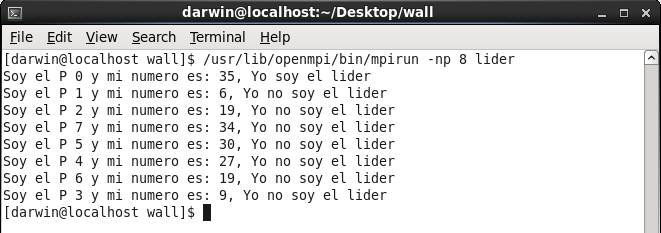 darwin@localhost:~/Desktop/wall
File Edit View Search Terminal Help
[darwin@localhost wall]$ /usr/lib/openmpi/bin/mpirun -np 8 lider
Soy el P 0 y mi numero es: 35, Yo soy el lider
Soy el P 1 y mi numero es: 6, Yo no soy el lider
Soy el P 2 y mi numero es: 19, Yo no soy el lider
Soy el P 7 y mi numero es: 34, Yo no soy el lider
Soy el P 5 y mi numero es: 30, Yo no soy el lider
Soy el P 4 y mi numero es: 27, Yo no soy el lider
Soy el P 6 y mi numero es: 19, Yo no soy el lider
Soy el P 3 y mi numero es: 9, Yo no soy el lider
[darwin@localhost wall]$